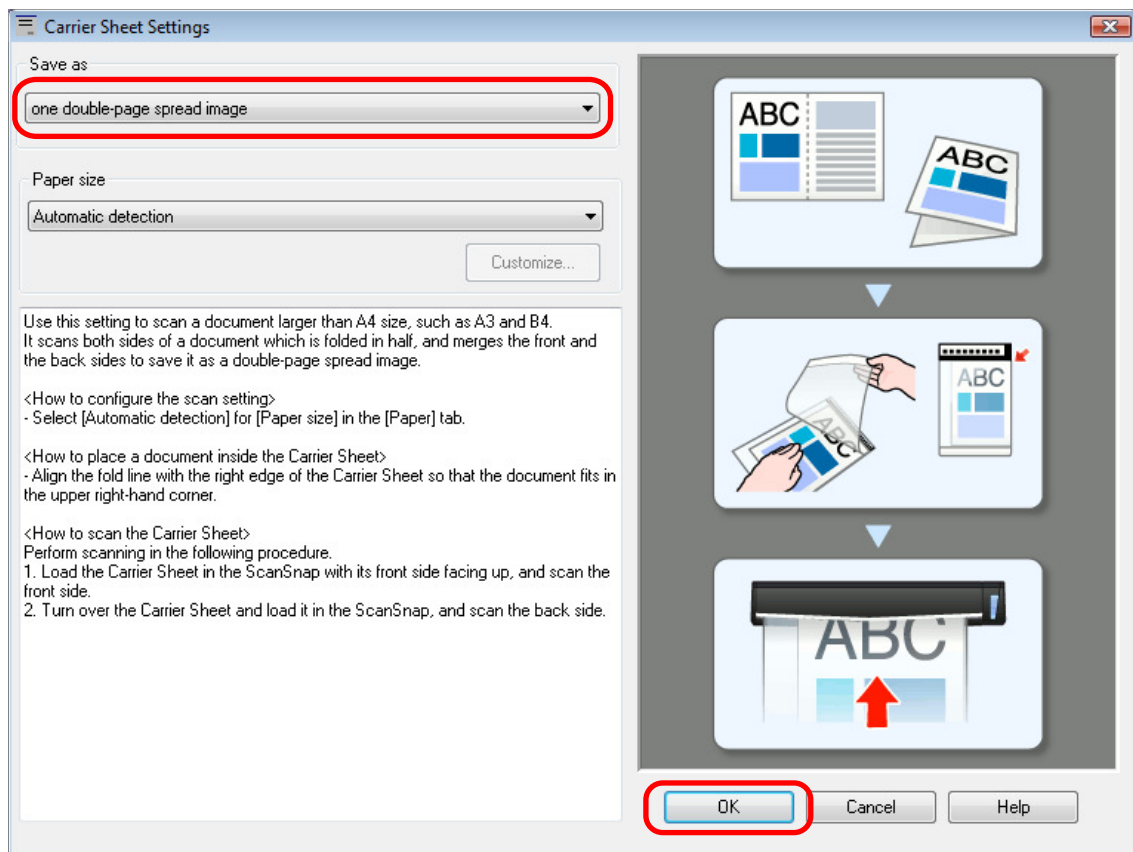 Carrier Sheet Settings
Save as
one double-page spread image
Paper size
Automatic detection
Customize...
Use this setting to scan a document larger than A4 size, such as A3 and B4.
It scans both sides of a document which is folded in half, and merges the front and
the back sides to save it as a double-page spread image.
<How to configure the scan setting>
- Select [Automatic detection] for [Paper size] in the [Paper] tab.
<How to place a document inside the Carrier Sheet>
- Align the fold line with the right edge of the Carrier Sheet so that the document fits in
the upper right-hand corner.
<How to scan the Carrier Sheet>
Perform scanning in the following procedure.
1. Load the Carrier Sheet in the ScanSnap with its front side facing up, and scan the
front side.
2. Turn over the Carrier Sheet and load it in the ScanSnap, and scan the back side.
ABC
ABC
ABC
ABC
ABC
OK
Cancel
Help